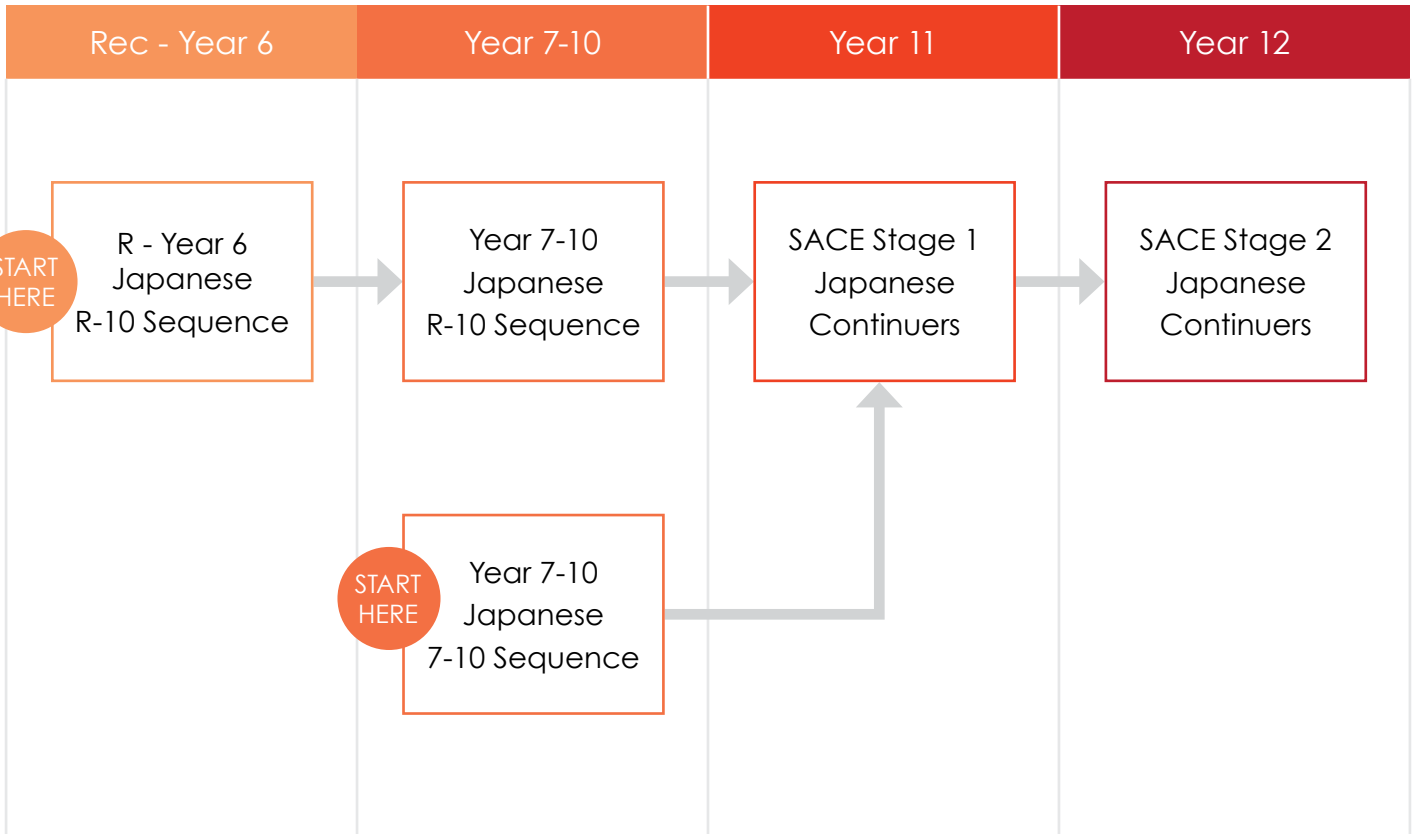 Rec - Year 6
Year 7-10
Year 11
Year 12
START
HERE
R - Year 6
Japanese
R-10 Sequence
Year 7-10
Japanese
R-10 Sequence
SACE Stage 1
Japanese
Continuers
SACE Stage 2
Japanese
Continuers
START
HERE
Year 7-10
Japanese
7-10 Sequence